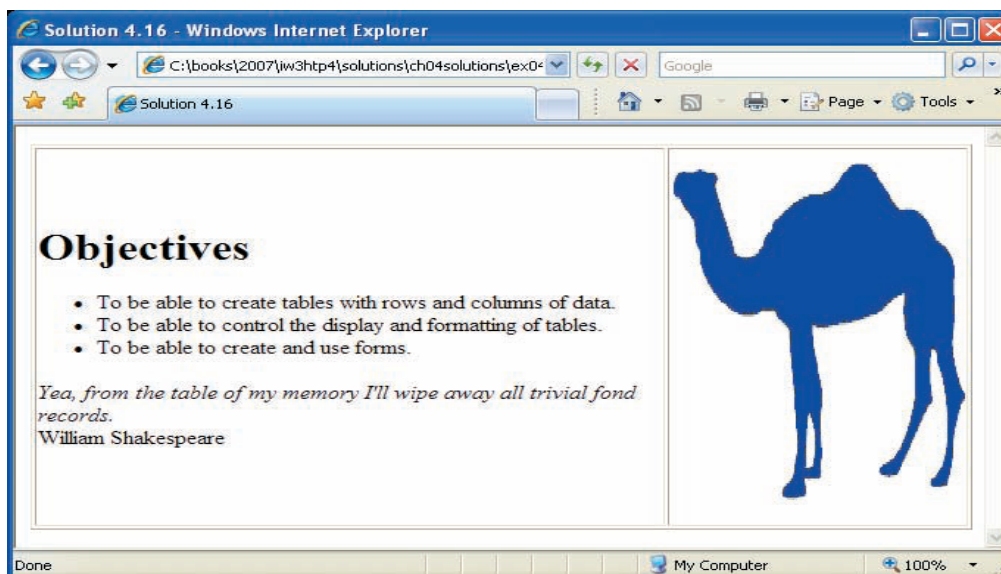 Solution 4.16 - Windows Internet Explorer
C:\books\2007\iw3htp4\solutions\ch04solutions\ex04
Google
Solution 4.16
Page
Tools
Objectives
To be able to create tables with rows and columns of data.
To be able to control the display and formatting of tables.
To be able to create and use forms.
Yea, from the table of my memory I'll wipe away all trivial fond
records.
William Shakespeare
Done
My Computer
100%